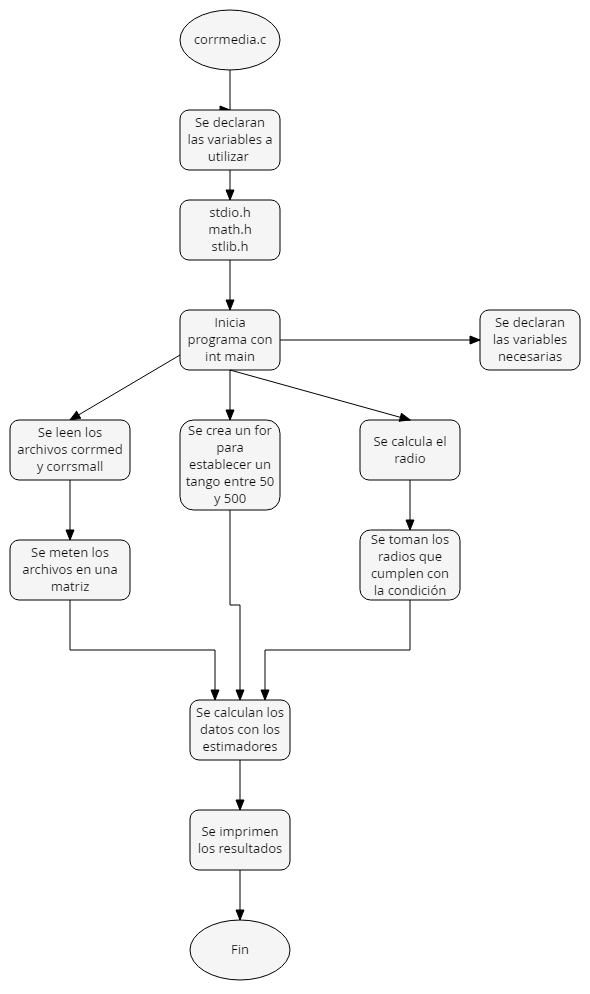 corrmedia.c
Se declaran
las variables a
utilizar
stdio.h
math.h
stlib.h
Inicia
programa con
int main
Se declaran
las variables
necesarias
Se leen los
archivos corrmed
y corrsmall
Se crea un for
para
establecer un
tango entre 50
y 500
Se calcula el
radio
Se meten los
archivos en una
matriz
Se toman los
radios que
cumplen con
la condición
Se calculan los
datos con los
estimadores
Se imprimen
los resultados
Fin